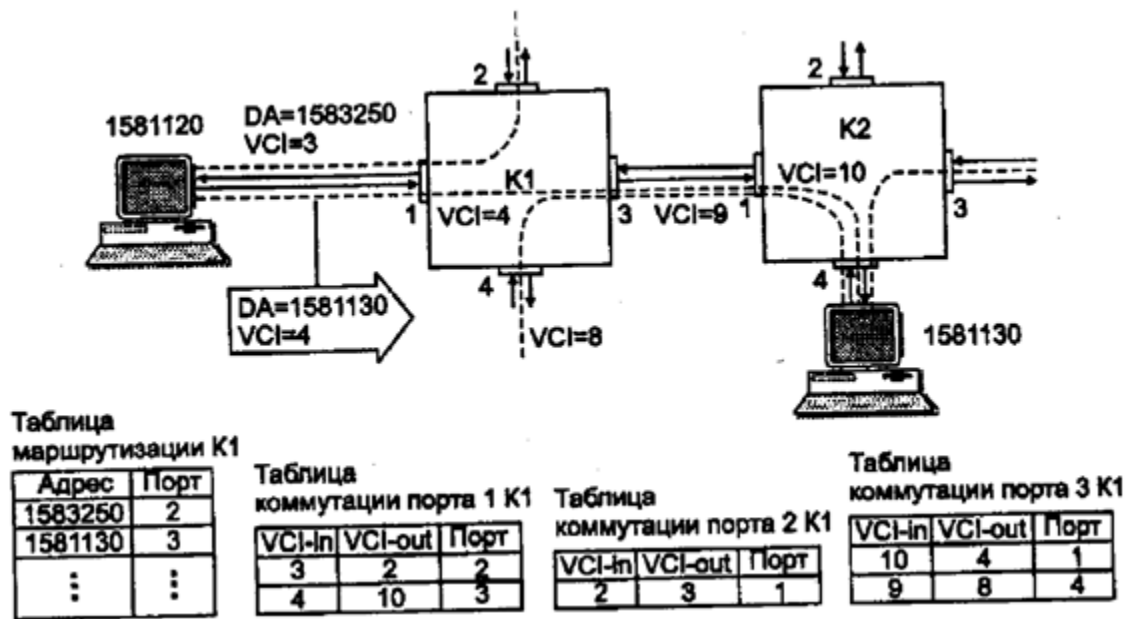 2
2
1581120
DA=1583250
VCI=3
K2
K1
VCI=10
1
VCI=4
3
VCI=9
1
3
4
4
DA=1581130
VCI=4
VCI=8
1581130
Таблица
маршрутизации K1
Адрес Порт
1583250 2
1581130 3
⋮ ⋮
Таблица
коммутации порта 1 K1
VCI-in VCI-out Порт
3 2 2
4 10 3
Таблица
коммутации порта 2 K1
VCI-in VCI-out Порт
2 3 1
Таблица
коммутации порта 3 K1
VCI-in VCI-out Порт
10 4 1
9 8 4